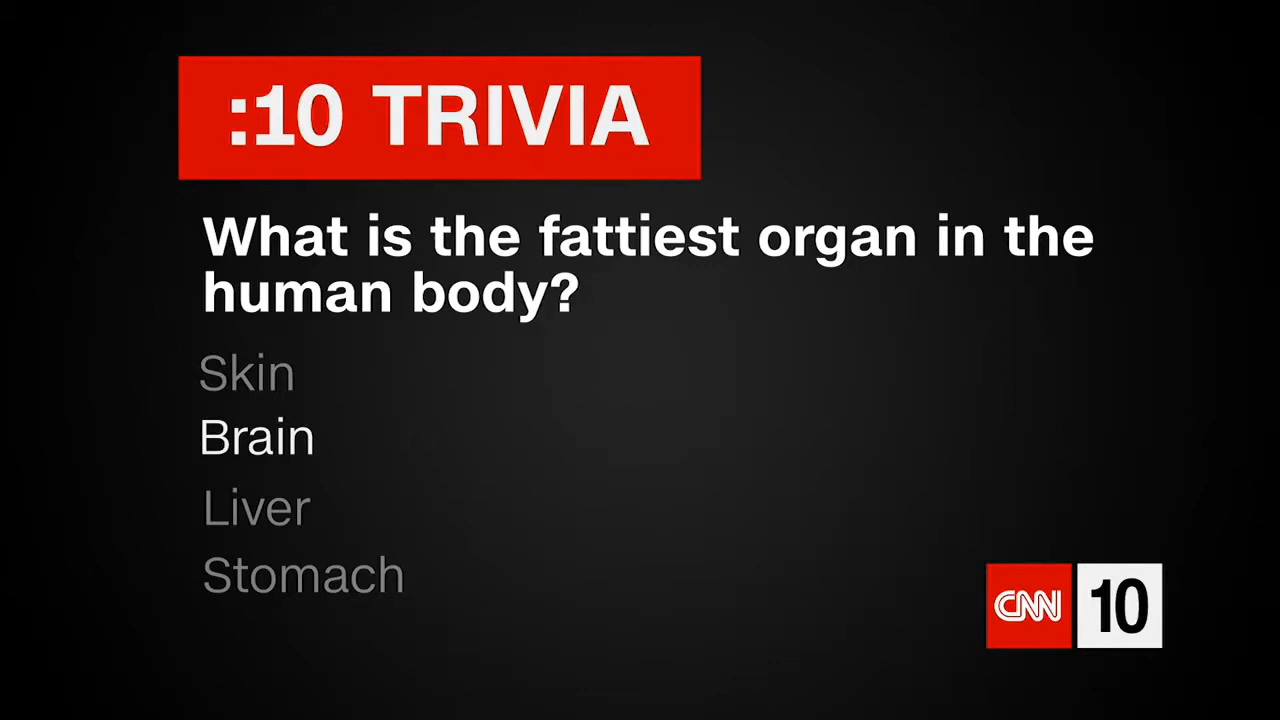 :10 TRIVIA
What is the fattiest organ in the
human body?
Skin
Brain
Liver
Stomach
CNN 10